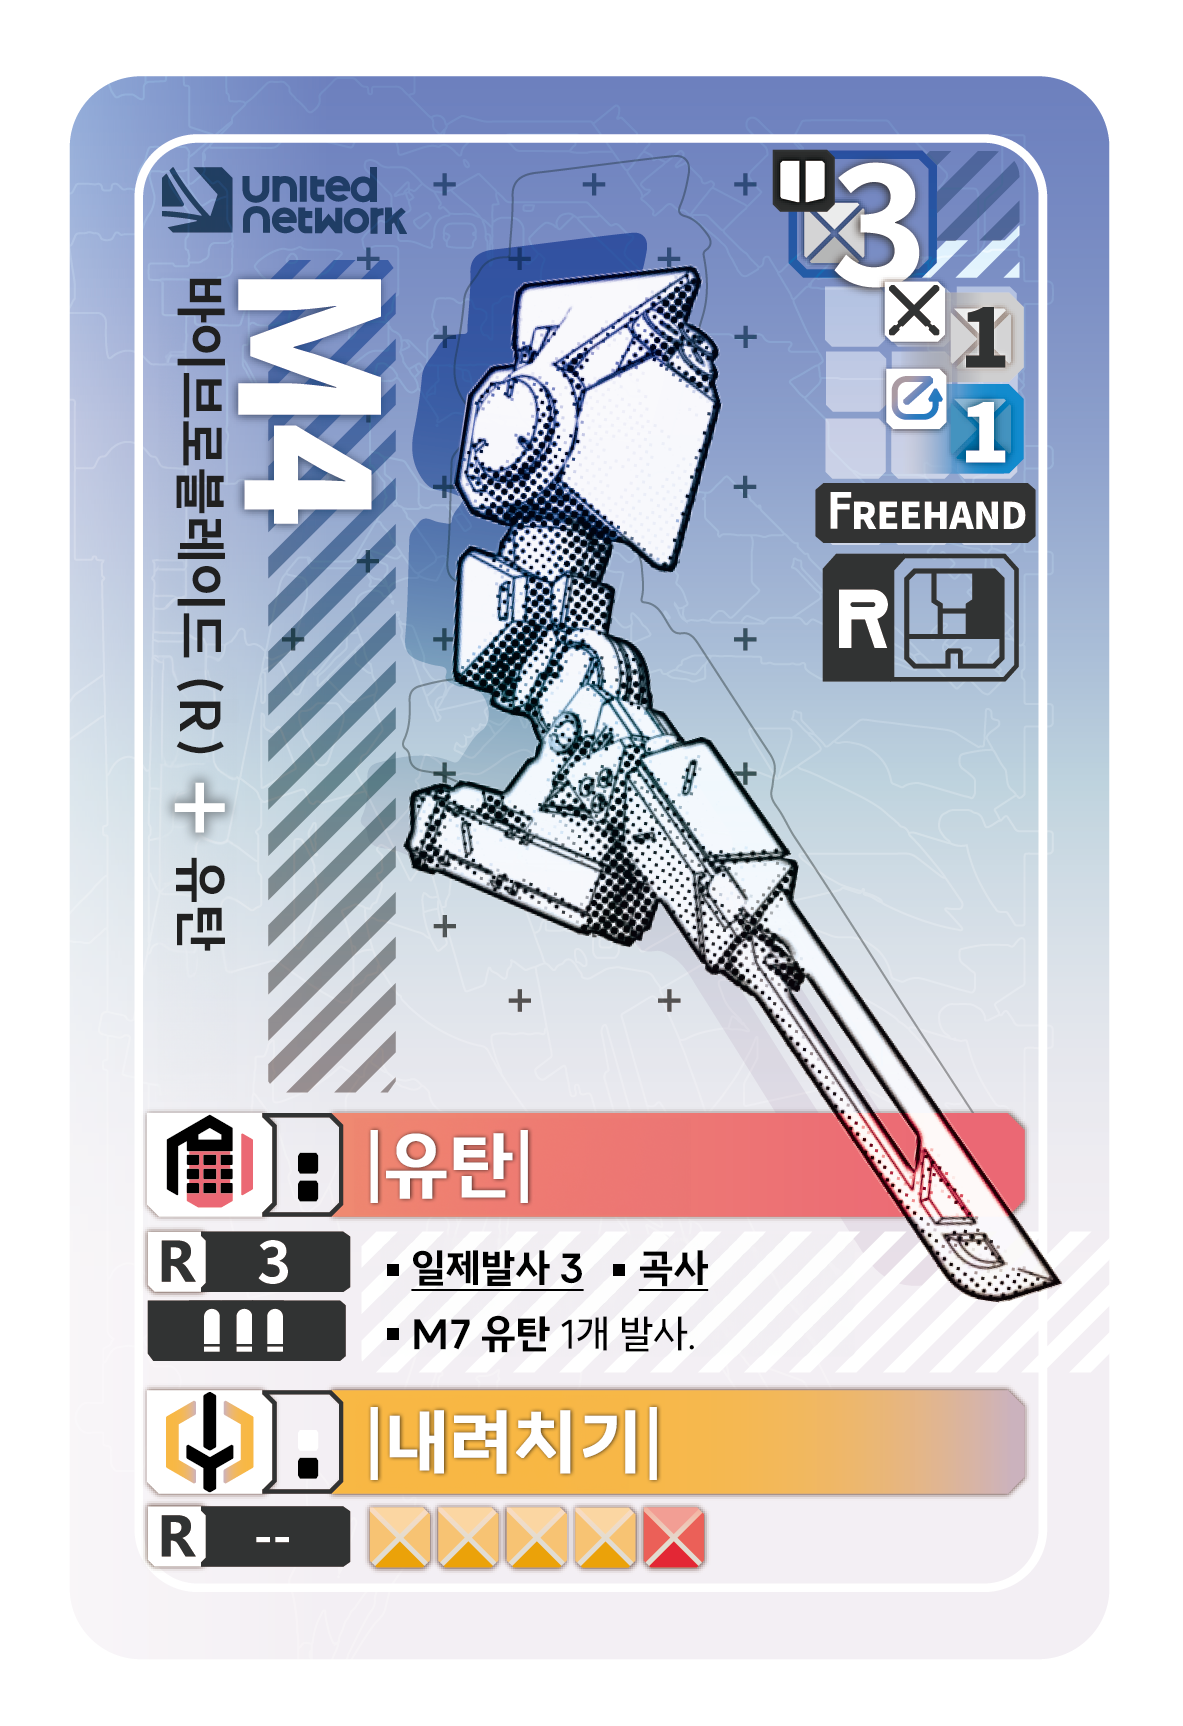 united
network
M4
바이브로블레이드 (R) + 유탄
3
1
1
FREEHAND
R
|유탄|
R 3
▪ 일제발사 3 ▪ 곡사
▪ M7 유탄 1개 발사.
|내려치기|
R --